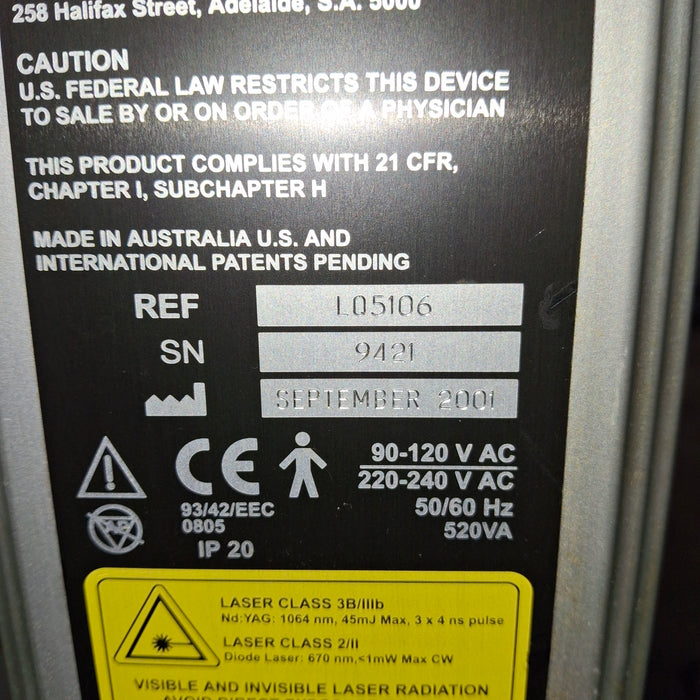 258 Halifax Street, Adelaide, S.A. 5000
CAUTION
U.S. FEDERAL LAW RESTRICTS THIS DEVICE
TO SALE BY OR ON ORDER OF A PHYSICIAN
THIS PRODUCT COMPLIES WITH 21 CFR,
CHAPTER I, SUBCHAPTER H
MADE IN AUSTRALIA U.S. AND
INTERNATIONAL PATENTS PENDING
REF LQ5106
SN 9421
SEPTEMBER 2001
CE
93/42/EEC
0805
IP 20
90-120 V AC
220-240 V AC
50/60 Hz
520VA
LASER CLASS 3B/IIIb
Nd:YAG: 1064 nm, 45mJ Max, 3 x 4 ns pulse
LASER CLASS 2/II
Diode Laser: 670 nm,<1mW Max CW
VISIBLE AND INVISIBLE LASER RADIATION